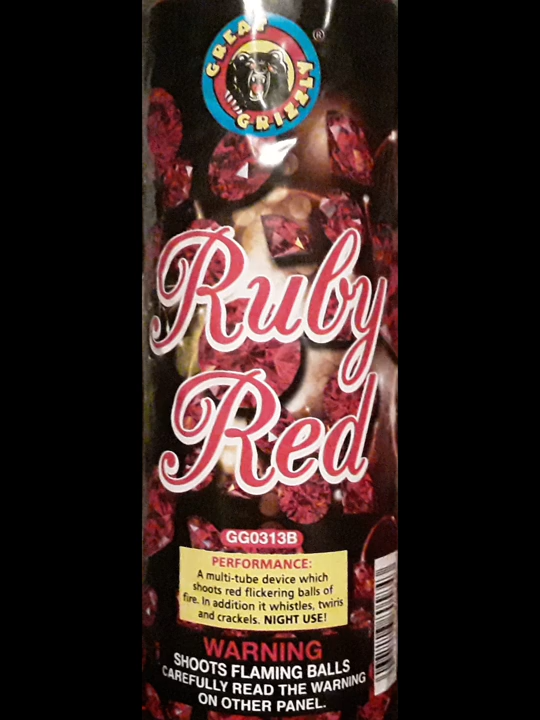 GREAT
GRIZZLY
®
Ruby
Red
GG0313B
PERFORMANCE:
A multi-tube device which
shoots red flickering balls of
fire. In addition it whistles, twiris
and crackels. NIGHT USE!
WARNING
SHOOTS FLAMING BALLS
CAREFULLY READ THE WARNING
ON OTHER PANEL.